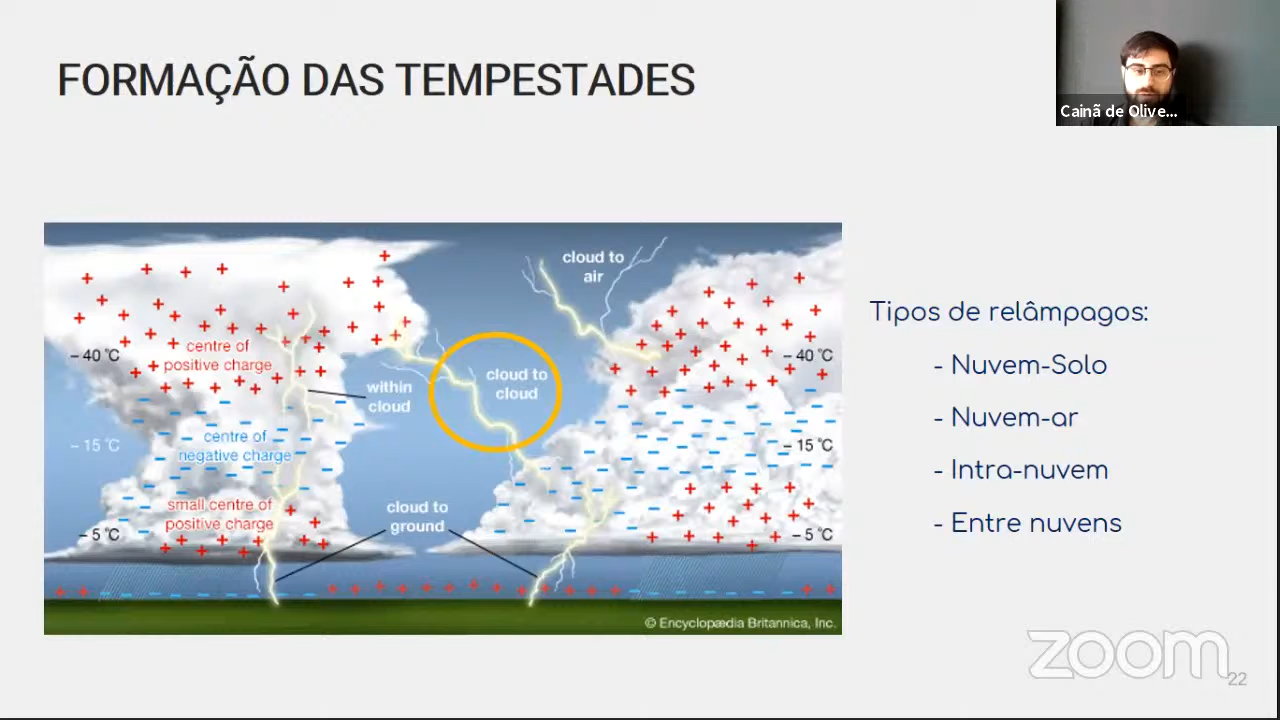 FORMAÇÃO DAS TEMPESTADES
Cainã de Olive...
cloud to
air
centre of
positive charge
– 40 °C
– 40 °C
within
cloud
cloud to
cloud
centre of
negative charge
– 15 °C
– 15 °C
small centre of
positive charge
cloud to
ground
– 5 °C
– 5 °C
© Encyclopædia Britannica, Inc.
Tipos de relâmpagos:
- Nuvem-Solo
- Nuvem-ar
- Intra-nuvem
- Entre nuvens
zoom
22